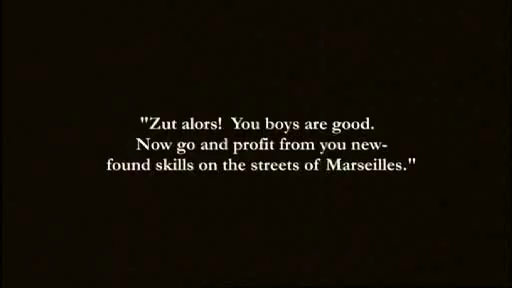 "Zut alors!  You boys are good.
Now go and profit from you new-
found skills on the streets of Marseilles."